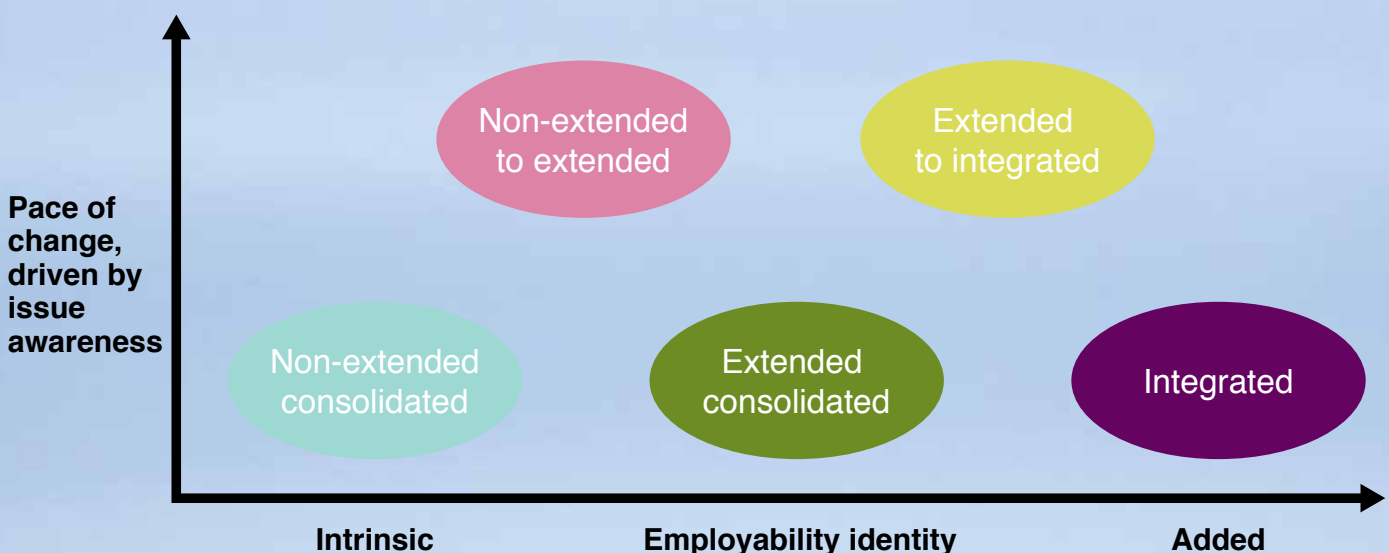 Non-extended
to extended
Extended
to integrated
Pace of
change,
driven by
issue
awareness
Non-extended
consolidated
Extended
consolidated
Integrated
Intrinsic
Employability identity
Added